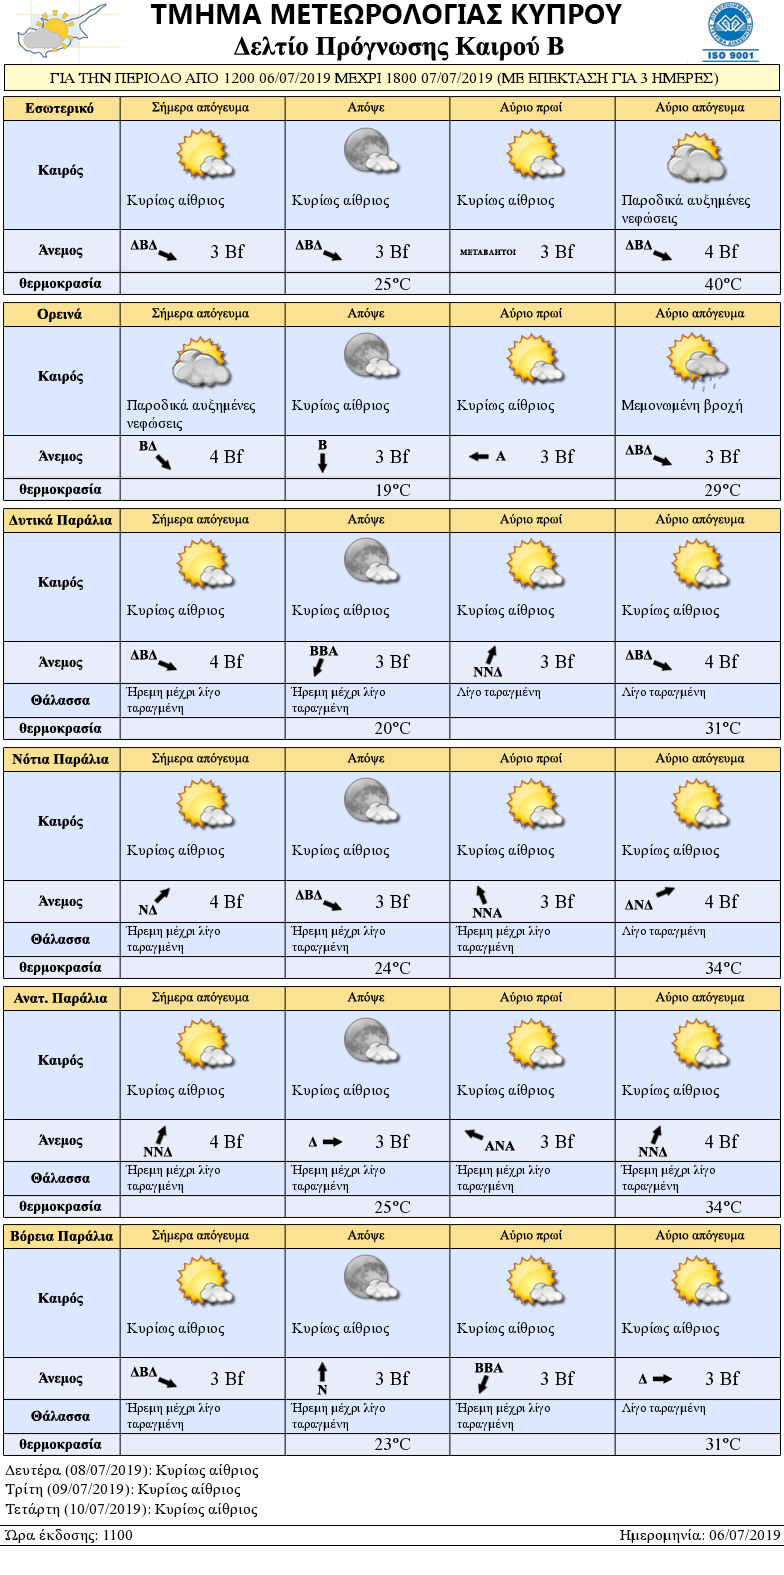 ΤΜΗΜΑ ΜΕΤΕΩΡΟΛΟΓΙΑΣ ΚΥΠΡΟΥ
Δελτίο Πρόγνωσης Καιρού Β
ISO 9001
ΓΙΑ ΤΗΝ ΠΕΡΙΟΔΟ ΑΠΟ 1200 06/07/2019 ΜΕΧΡΙ 1800 07/07/2019 (ΜΕ ΕΠΕΚΤΑΣΗ ΓΙΑ 3 ΗΜΕΡΕΣ)
Εσωτερικό Σήμερα απόγευμα Απόψε Αύριο πρωί Αύριο απόγευμα
Καιρός Κυρίως αίθριος Κυρίως αίθριος Κυρίως αίθριος Παροδικά αυξημένες
νεφώσεις
Άνεμος ΔΒΔ 3 Bf ΔΒΔ 3 Bf ΜΕΤΑΒΛΗΤΟΙ 3 Bf ΔΒΔ 4 Bf
θερμοκρασία 25°C 40°C
Ορεινά Σήμερα απόγευμα Απόψε Αύριο πρωί Αύριο απόγευμα
Καιρός Παροδικά αυξημένες Κυρίως αίθριος Κυρίως αίθριος Μεμονωμένη βροχή
νεφώσεις
Άνεμος ΒΔ 4 Bf Β 3 Bf Α 3 Bf ΔΒΔ 3 Bf
θερμοκρασία 19°C 29°C
Δυτικά Παράλια Σήμερα απόγευμα Απόψε Αύριο πρωί Αύριο απόγευμα
Καιρός Κυρίως αίθριος Κυρίως αίθριος Κυρίως αίθριος Κυρίως αίθριος
Άνεμος ΔΒΔ 4 Bf ΒΒΑ 3 Bf ΝΝΔ 3 Bf ΔΒΔ 4 Bf
Θάλασσα Ήρεμη μέχρι λίγο Ήρεμη μέχρι λίγο Λίγο ταραγμένη Λίγο ταραγμένη
ταραγμένη ταραγμένη
θερμοκρασία 20°C 31°C
Νότια Παράλια Σήμερα απόγευμα Απόψε Αύριο πρωί Αύριο απόγευμα
Καιρός Κυρίως αίθριος Κυρίως αίθριος Κυρίως αίθριος Κυρίως αίθριος
Άνεμος ΝΔ 4 Bf ΔΒΔ 3 Bf ΝΝΑ 3 Bf ΔΝΔ 4 Bf
Θάλασσα Ήρεμη μέχρι λίγο Ήρεμη μέχρι λίγο Ήρεμη μέχρι λίγο Λίγο ταραγμένη
ταραγμένη ταραγμένη ταραγμένη
θερμοκρασία 24°C 34°C
Ανατ. Παράλια Σήμερα απόγευμα Απόψε Αύριο πρωί Αύριο απόγευμα
Καιρός Κυρίως αίθριος Κυρίως αίθριος Κυρίως αίθριος Κυρίως αίθριος
Άνεμος ΝΝΔ 4 Bf Δ 3 Bf ΑΝΑ 3 Bf ΝΝΔ 4 Bf
Θάλασσα Ήρεμη μέχρι λίγο Ήρεμη μέχρι λίγο Ήρεμη μέχρι λίγο Ήρεμη μέχρι λίγο
ταραγμένη ταραγμένη ταραγμένη ταραγμένη
θερμοκρασία 25°C 34°C
Βόρεια Παράλια Σήμερα απόγευμα Απόψε Αύριο πρωί Αύριο απόγευμα
Καιρός Κυρίως αίθριος Κυρίως αίθριος Κυρίως αίθριος Κυρίως αίθριος
Άνεμος ΔΒΔ 3 Bf Ν 3 Bf ΒΒΑ 3 Bf Δ 3 Bf
Θάλασσα Ήρεμη μέχρι λίγο Ήρεμη μέχρι λίγο Ήρεμη μέχρι λίγο Λίγο ταραγμένη
ταραγμένη ταραγμένη ταραγμένη
θερμοκρασία 23°C 31°C
Δευτέρα (08/07/2019): Κυρίως αίθριος
Τρίτη (09/07/2019): Κυρίως αίθριος
Τετάρτη (10/07/2019): Κυρίως αίθριος
Ώρα έκδοσης: 1100 Ημερομηνία: 06/07/2019